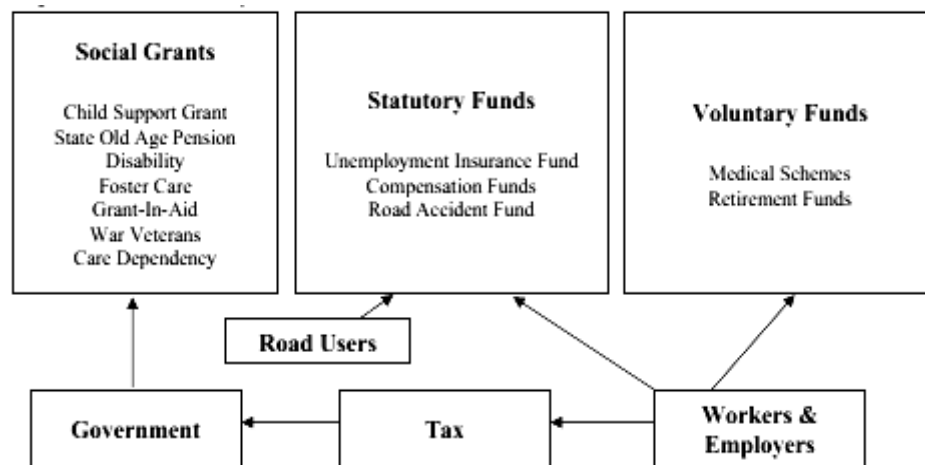 Social Grants
Child Support Grant
State Old Age Pension
Disability
Foster Care
Grant-In-Aid
War Veterans
Care Dependency
Statutory Funds
Unemployment Insurance Fund
Compensation Funds
Road Accident Fund
Voluntary Funds
Medical Schemes
Retirement Funds
Road Users
Government
Tax
Workers &
Employers